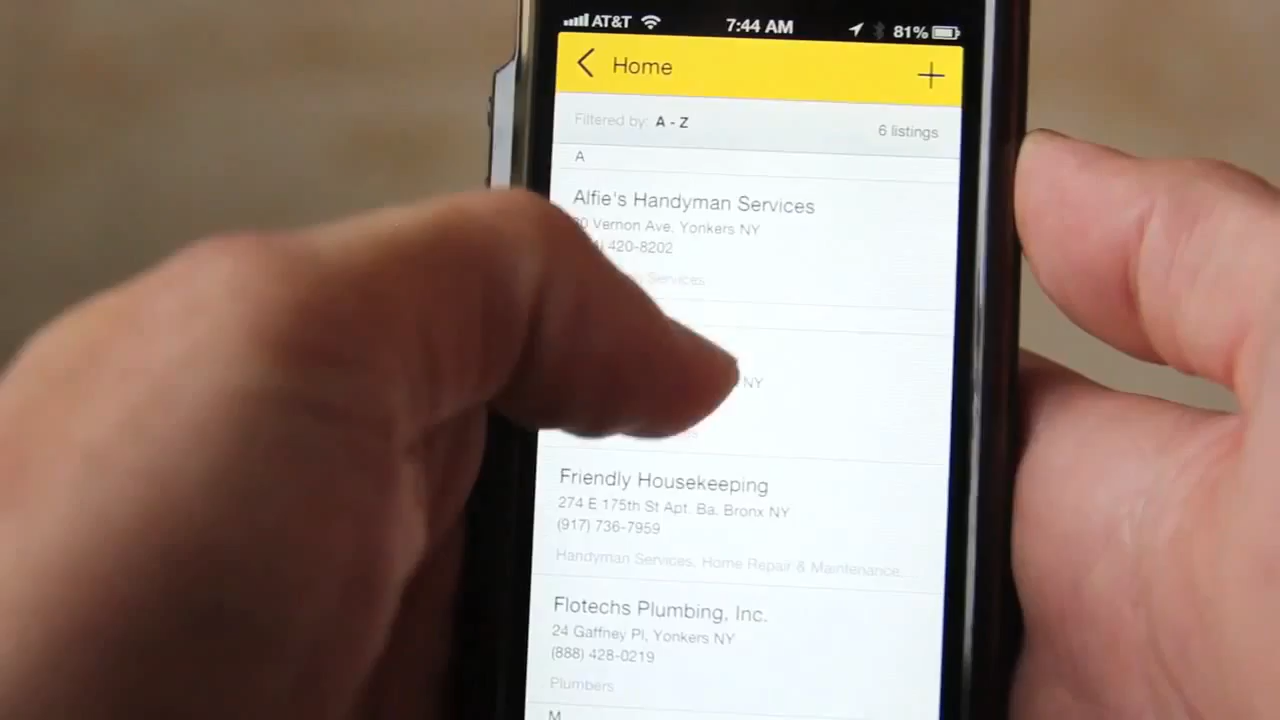 AT&T 7:44 AM 81%
Home +
Filtered by: A - Z 6 listings
A
Alfie's Handyman Services
Vernon Ave, Yonkers NY
420-8202
Services
NY
Friendly Housekeeping
274 E 175th St Apt. Ba, Bronx NY
(917) 736-7959
Handyman Services, Home Repair & Maintenance...
Flotechs Plumbing, Inc.
24 Gaffney Pl, Yonkers NY
(888) 428-0219
Plumbers
M